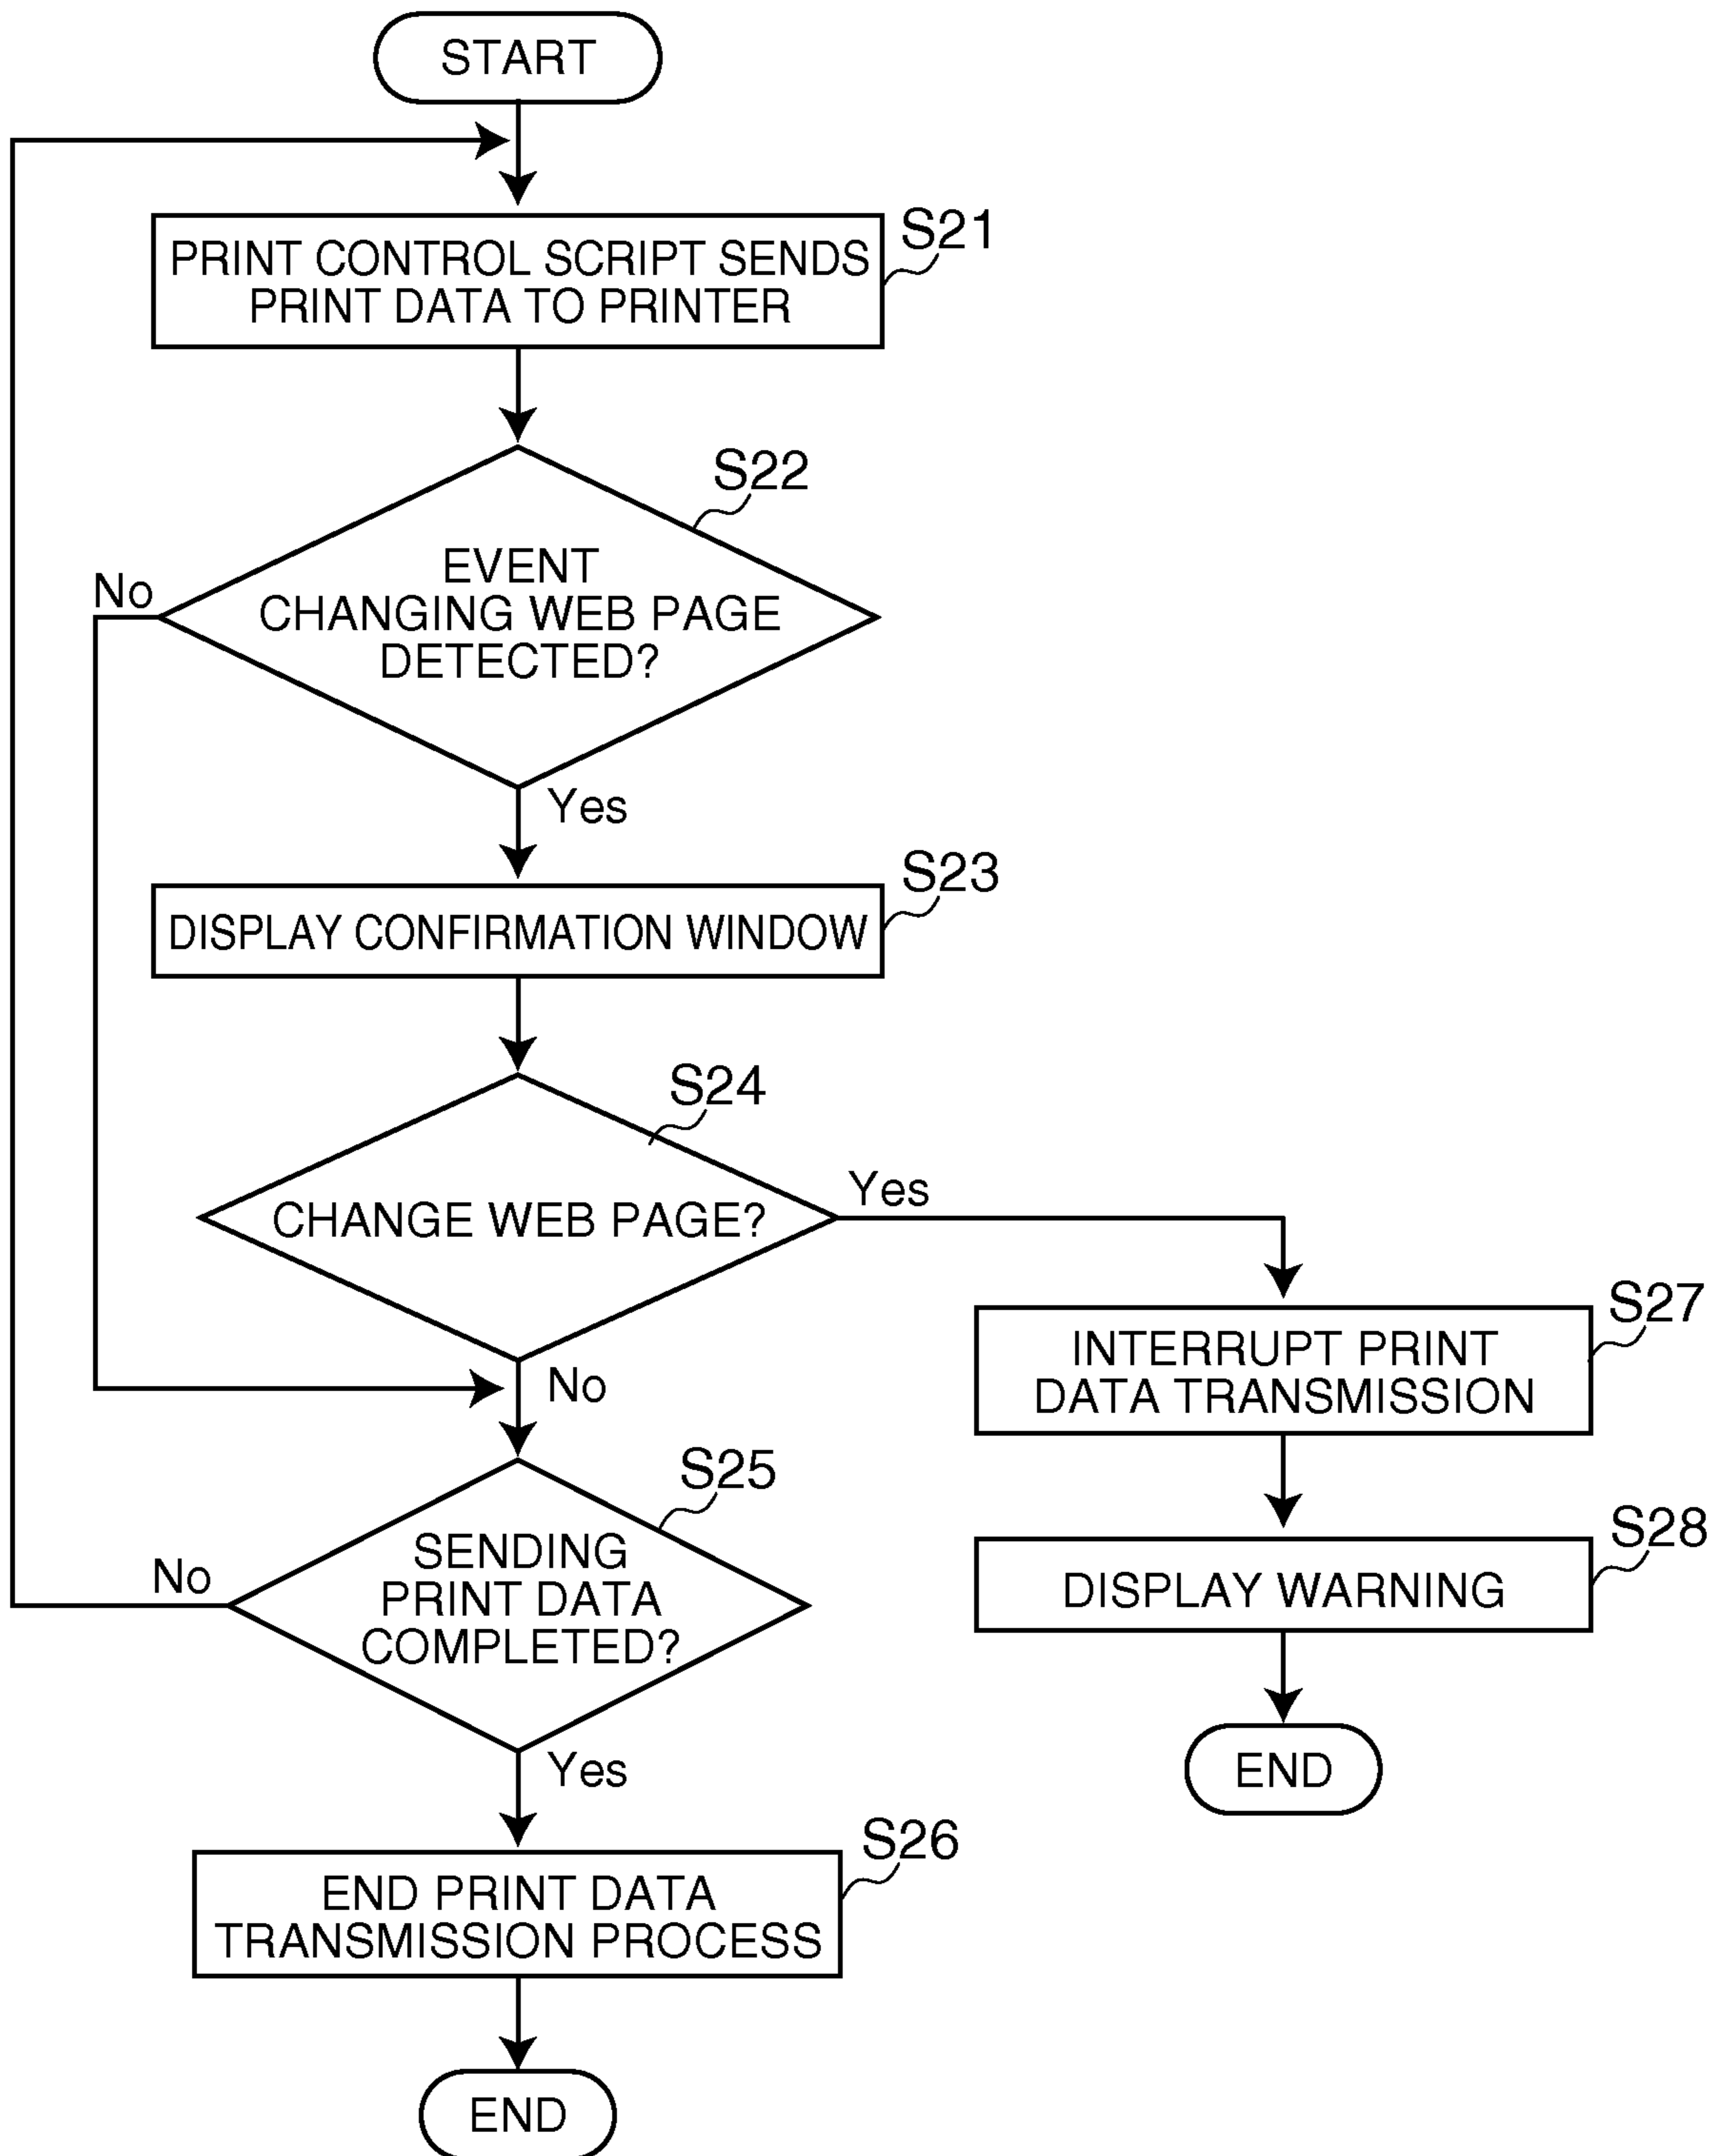 START
S21
PRINT CONTROL SCRIPT SENDS
PRINT DATA TO PRINTER
S22
EVENT
CHANGING WEB PAGE
DETECTED?
No
Yes
S23
DISPLAY CONFIRMATION WINDOW
S24
CHANGE WEB PAGE?
Yes
No
S27
INTERRUPT PRINT
DATA TRANSMISSION
S25
SENDING
PRINT DATA
COMPLETED?
No
Yes
S28
DISPLAY WARNING
END
S26
END PRINT DATA
TRANSMISSION PROCESS
END